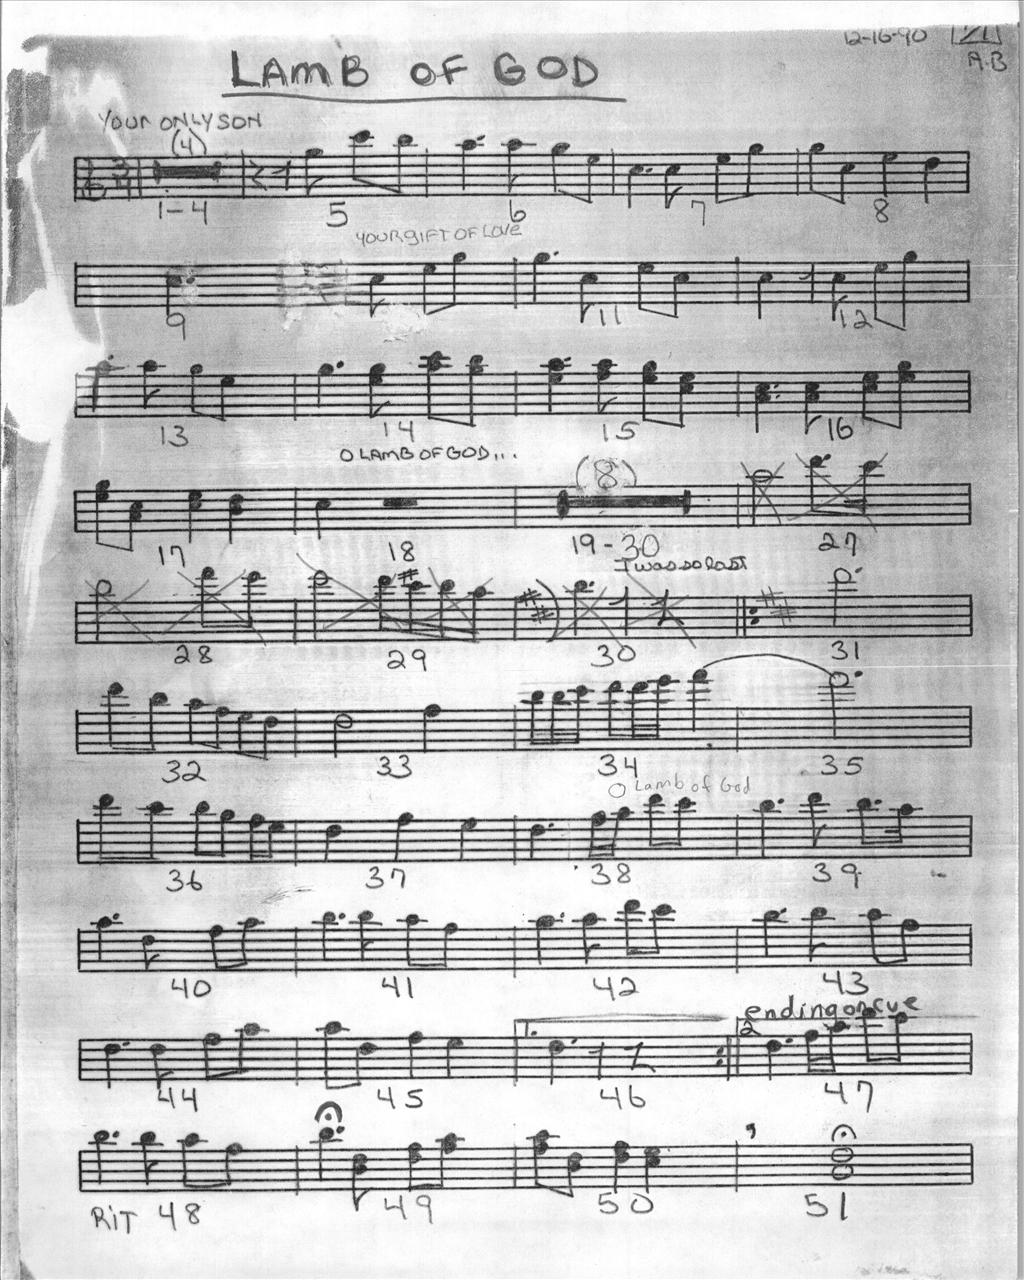 12-16-90
A.B
LAMB OF GOD
YOUR ONLY SON
(4)
1-4 5 6 7 8
YOUR GIFT OF LOVE
9 11 12
13 14 15 16
O LAMB OF GOD...
(8)
17 18 19-30 27
I was so lost
28 29 30 31
32 33 34 35
O Lamb of God
36 37 38 39
40 41 42 43
ending on cue
1. 2
44 45 46 47
RIT 48 49 50 51